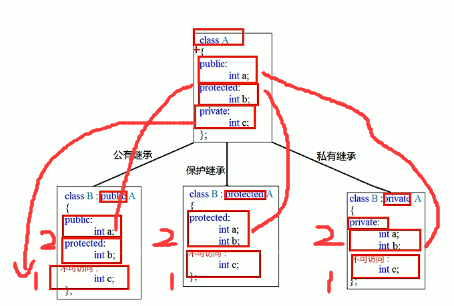 class A
{
public:
int a;
protected:
int b;
private:
int c;
};
公有继承
保护继承
私有继承
class B : public A
{
public:
int a;
protected:
int b;
不可访问:
int c;
};
2
1
class B : protected A
{
protected:
int a;
int b;
不可访问:
int c;
};
2
1
class B : private A
{
private:
int a;
int b;
不可访问:
int c;
};
2
1